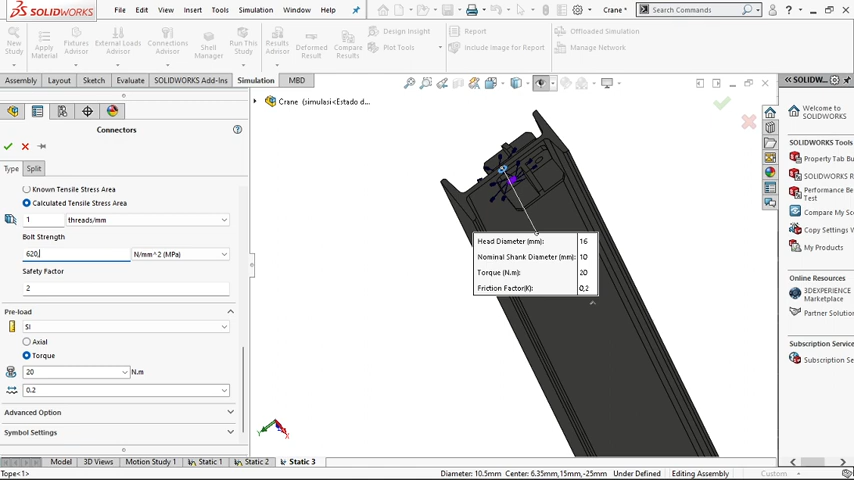 SOLIDWORKS File Edit View Insert Tools Simulation Window Crane * Search Commands
New Study Apply Material Fixtures Advisor External Loads Advisor Connections Advisor Shell Manager Run This Study Results Advisor Deformed Result Compare Results Design Insight Plot Tools Report Include Image for Report Offloaded Simulation Manage Network
Assembly Layout Sketch Evaluate SOLIDWORKS Add-Ins Simulation MBD
SOLIDW...
Crane (simulasi<Estado d...
Connectors
Type Split
Known Tensile Stress Area
Calculated Tensile Stress Area
1 threads/mm
Bolt Strength
620, N/mm^2 (MPa)
Safety Factor
2
Pre-load
SI
Axial
Torque
20 N.m
0.2
Advanced Option
Symbol Settings
Head Diameter (mm): 16
Nominal Shank Diameter (mm): 10
Torque (N.m): 20
Friction Factor(K): 0,2
Welcome to SOLIDWORKS
SOLIDWORKS Tools
Property Tab Bu
SOLIDWORKS R
Performance Be
Test
Compare My Sc
Copy Settings V
My Products
Online Resources
3DEXPERIENCE Marketplace
Partner Solution
Subscription Servic
Subscription Se
Y X
Model 3D Views Motion Study 1 Static 1 Static 2 Static 3
Tope<1> Diameter: 10.5mm Center: 6.35mm,15mm,-25mm Under Defined Editing Assembly Custom